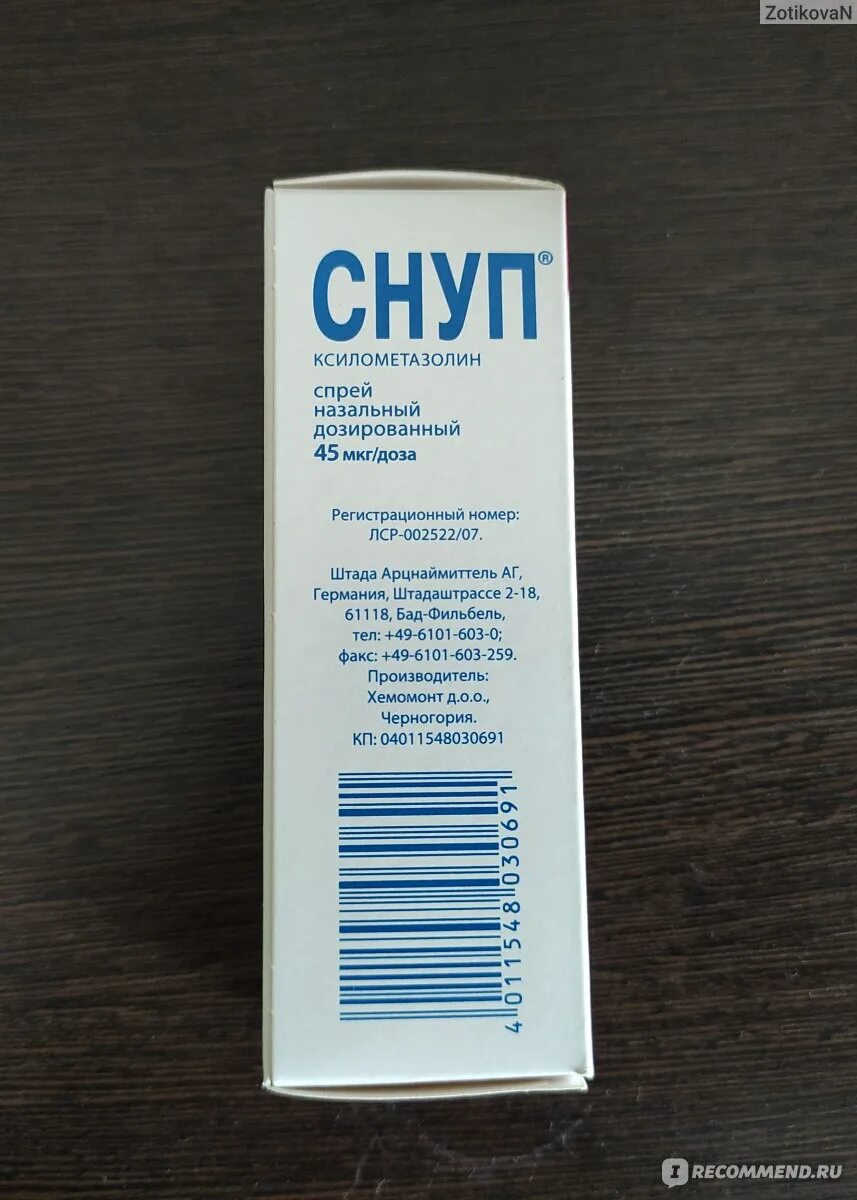 ZotikovaN
СНУП®
КСИЛОМЕТАЗОЛИН
спрей
назальный
дозированный
45 мкг/доза
Регистрационный номер:
ЛСР-002522/07.
Штада Арцнаймиттель АГ,
Германия, Штадаштрассе 2-18,
61118, Бад-Фильбель,
тел: +49-6101-603-0;
факс: +49-6101-603-259.
Производитель:
Хемомонт д.о.о.,
Черногория.
КП: 04011548030691
4 011548 030691
I RECOMMEND.RU